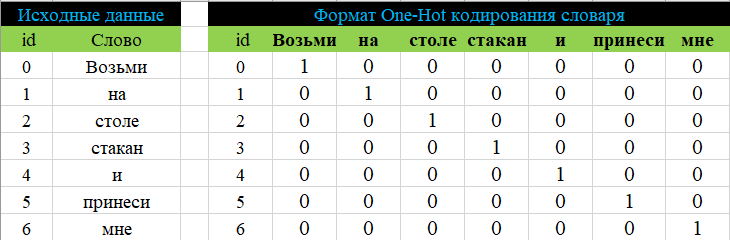 Исходные данные Формат One-Hot кодирования словаря
id Слово id Возьми на столе стакан и принеси мне
0 Возьми 0 1 0 0 0 0 0 0
1 на 1 0 1 0 0 0 0 0
2 столе 2 0 0 1 0 0 0 0
3 стакан 3 0 0 0 1 0 0 0
4 и 4 0 0 0 0 1 0 0
5 принеси 5 0 0 0 0 0 1 0
6 мне 6 0 0 0 0 0 0 1